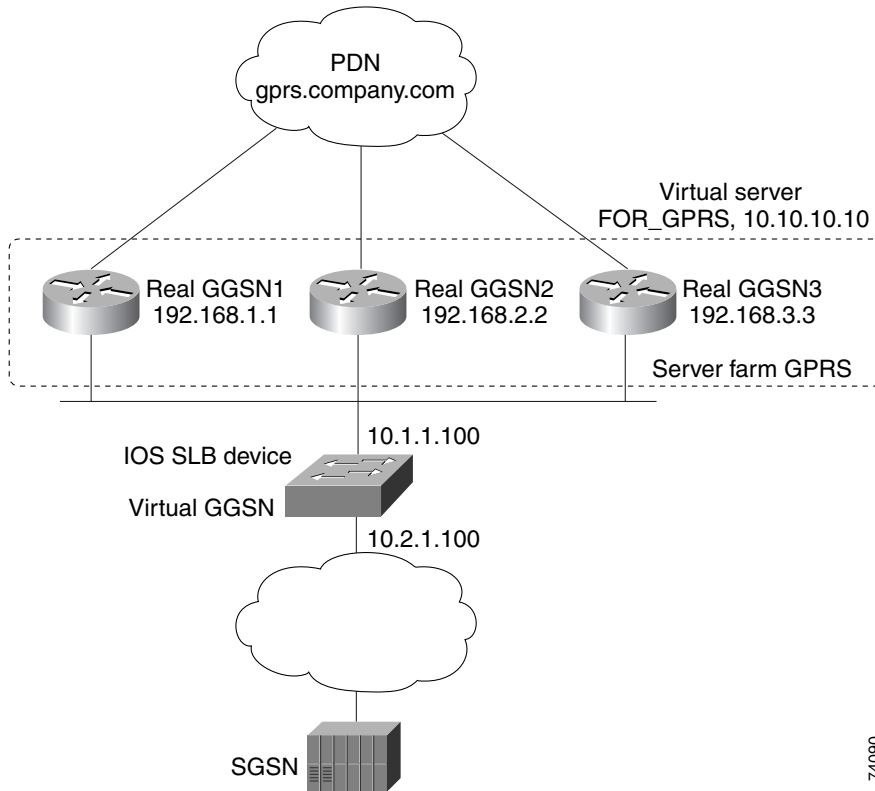 PDN
gprs.company.com
Virtual server
FOR_GPRS, 10.10.10.10
Real GGSN1
192.168.1.1
Real GGSN2
192.168.2.2
Real GGSN3
192.168.3.3
Server farm GPRS
10.1.1.100
IOS SLB device
Virtual GGSN
10.2.1.100
SGSN
74090